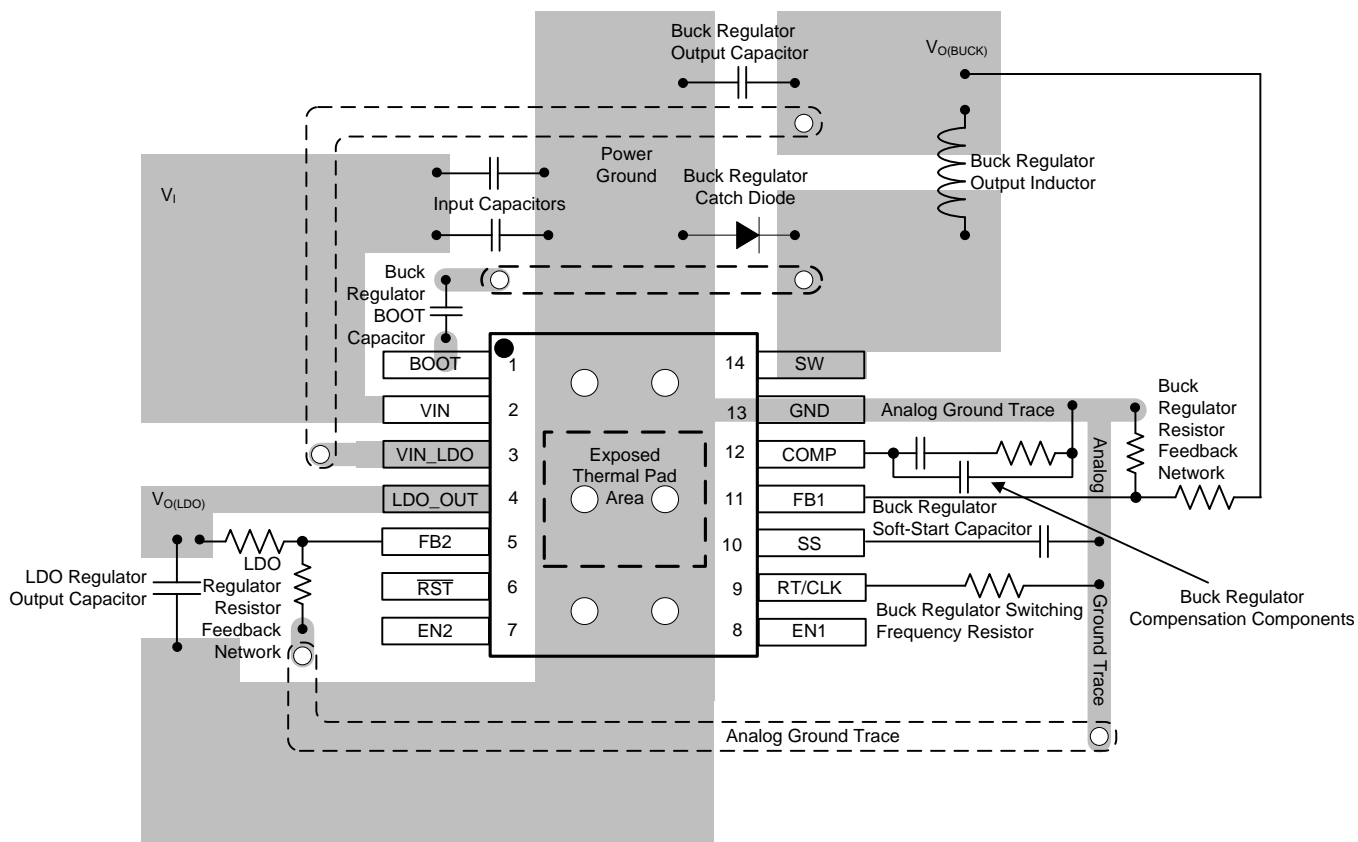 Buck Regulator
Output Capacitor
V_O(BUCK)
Power
Ground
Buck Regulator
Catch Diode
Buck Regulator
Output Inductor
V_I
Input Capacitors
Buck
Regulator
BOOT
Capacitor
BOOT
1
VIN
2
VIN_LDO
3
LDO_OUT
4
FB2
5
R̅S̅T̅
6
EN2
7
Exposed
Thermal Pad
Area
14
SW
13
GND
12
COMP
11
FB1
10
SS
9
RT/CLK
8
EN1
Analog Ground Trace
Buck
Regulator
Resistor
Feedback
Network
Analog
Ground Trace
Buck Regulator
Soft-Start Capacitor
Buck Regulator Switching
Frequency Resistor
Buck Regulator
Compensation Components
V_O(LDO)
LDO Regulator
Output Capacitor
LDO
Regulator
Resistor
Feedback
Network
Analog Ground Trace